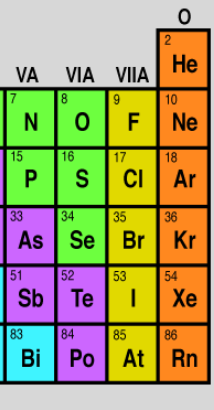 O
2
He
VA VIA VIIA
7 8 9 10
N O F Ne
15 16 17 18
P S Cl Ar
33 34 35 36
As Se Br Kr
51 52 53 54
Sb Te I Xe
83 84 85 86
Bi Po At Rn